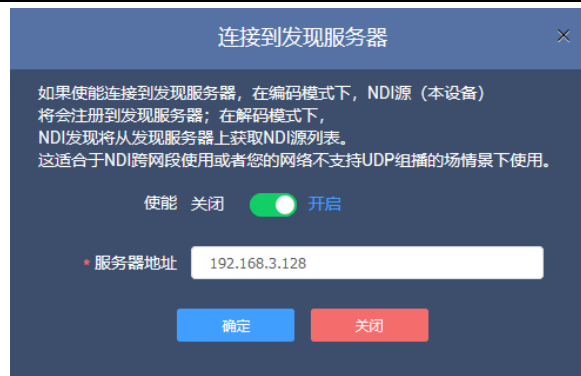 连接到发现服务器
如果使能连接到发现服务器，在编码模式下，NDI源（本设备）
将会注册到发现服务器；在解码模式下，
NDI发现将从发现服务器上获取NDI源列表。
这适合于NDI跨网段使用或者您的网络不支持UDP组播的场情景下使用。
使能 关闭 开启
* 服务器地址 192.168.3.128
确定 关闭